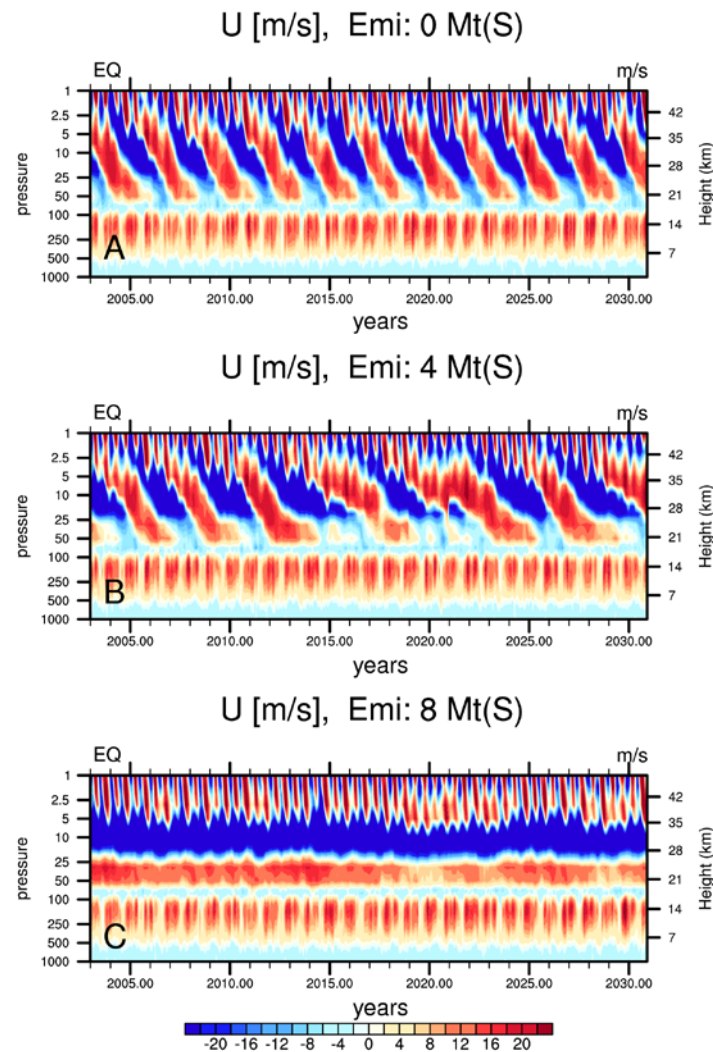 U [m/s], Emi: 0 Mt(S)
EQ m/s
1
2.5
5
10
25
50
100
250
500
1000
pressure
42
35
28
21
14
7
Height (km)
A
2005.00 2010.00 2015.00 2020.00 2025.00 2030.00
years
U [m/s], Emi: 4 Mt(S)
EQ m/s
1
2.5
5
10
25
50
100
250
500
1000
pressure
42
35
28
21
14
7
Height (km)
B
2005.00 2010.00 2015.00 2020.00 2025.00 2030.00
years
U [m/s], Emi: 8 Mt(S)
EQ m/s
1
2.5
5
10
25
50
100
250
500
1000
pressure
42
35
28
21
14
7
Height (km)
C
2005.00 2010.00 2015.00 2020.00 2025.00 2030.00
years
-20 -16 -12 -8 -4 0 4 8 12 16 20